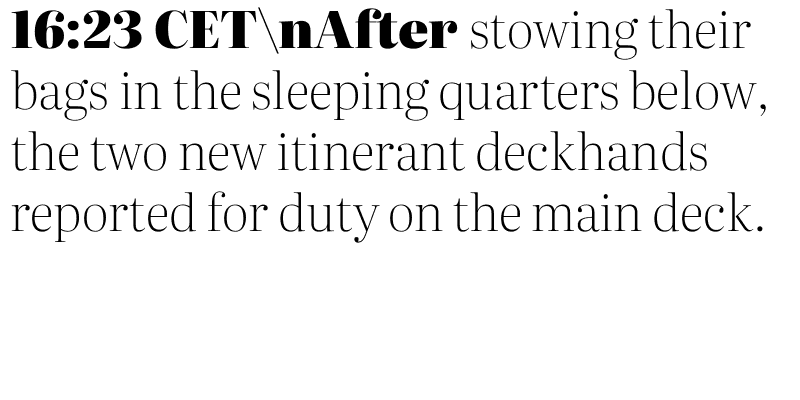 16:23 CET\nAfter stowing their
bags in the sleeping quarters below,
the two new itinerant deckhands
reported for duty on the main deck.